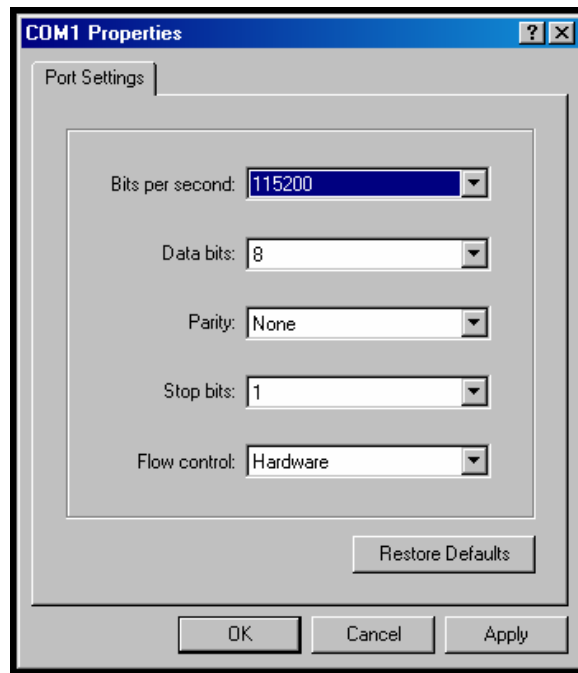 COM1 Properties
Port Settings
Bits per second: 115200
Data bits: 8
Parity: None
Stop bits: 1
Flow control: Hardware
Restore Defaults
OK Cancel Apply